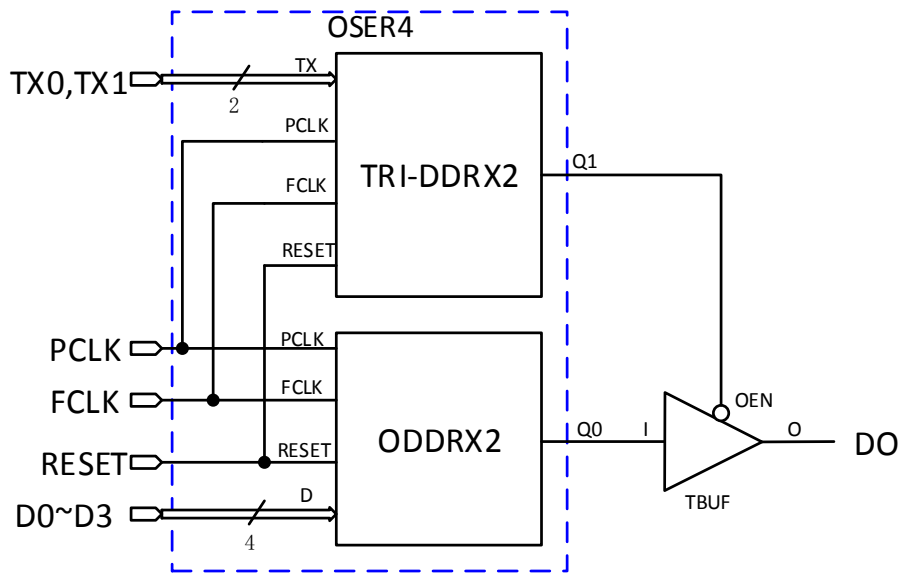 OSER4
TX0,TX1
2
TX
PCLK
FCLK
RESET
TRI-DDRX2
Q1
PCLK
FCLK
RESET
D0~D3
4
PCLK
FCLK
RESET
D
ODDRX2
Q0
I
OEN
O
DO
TBUF